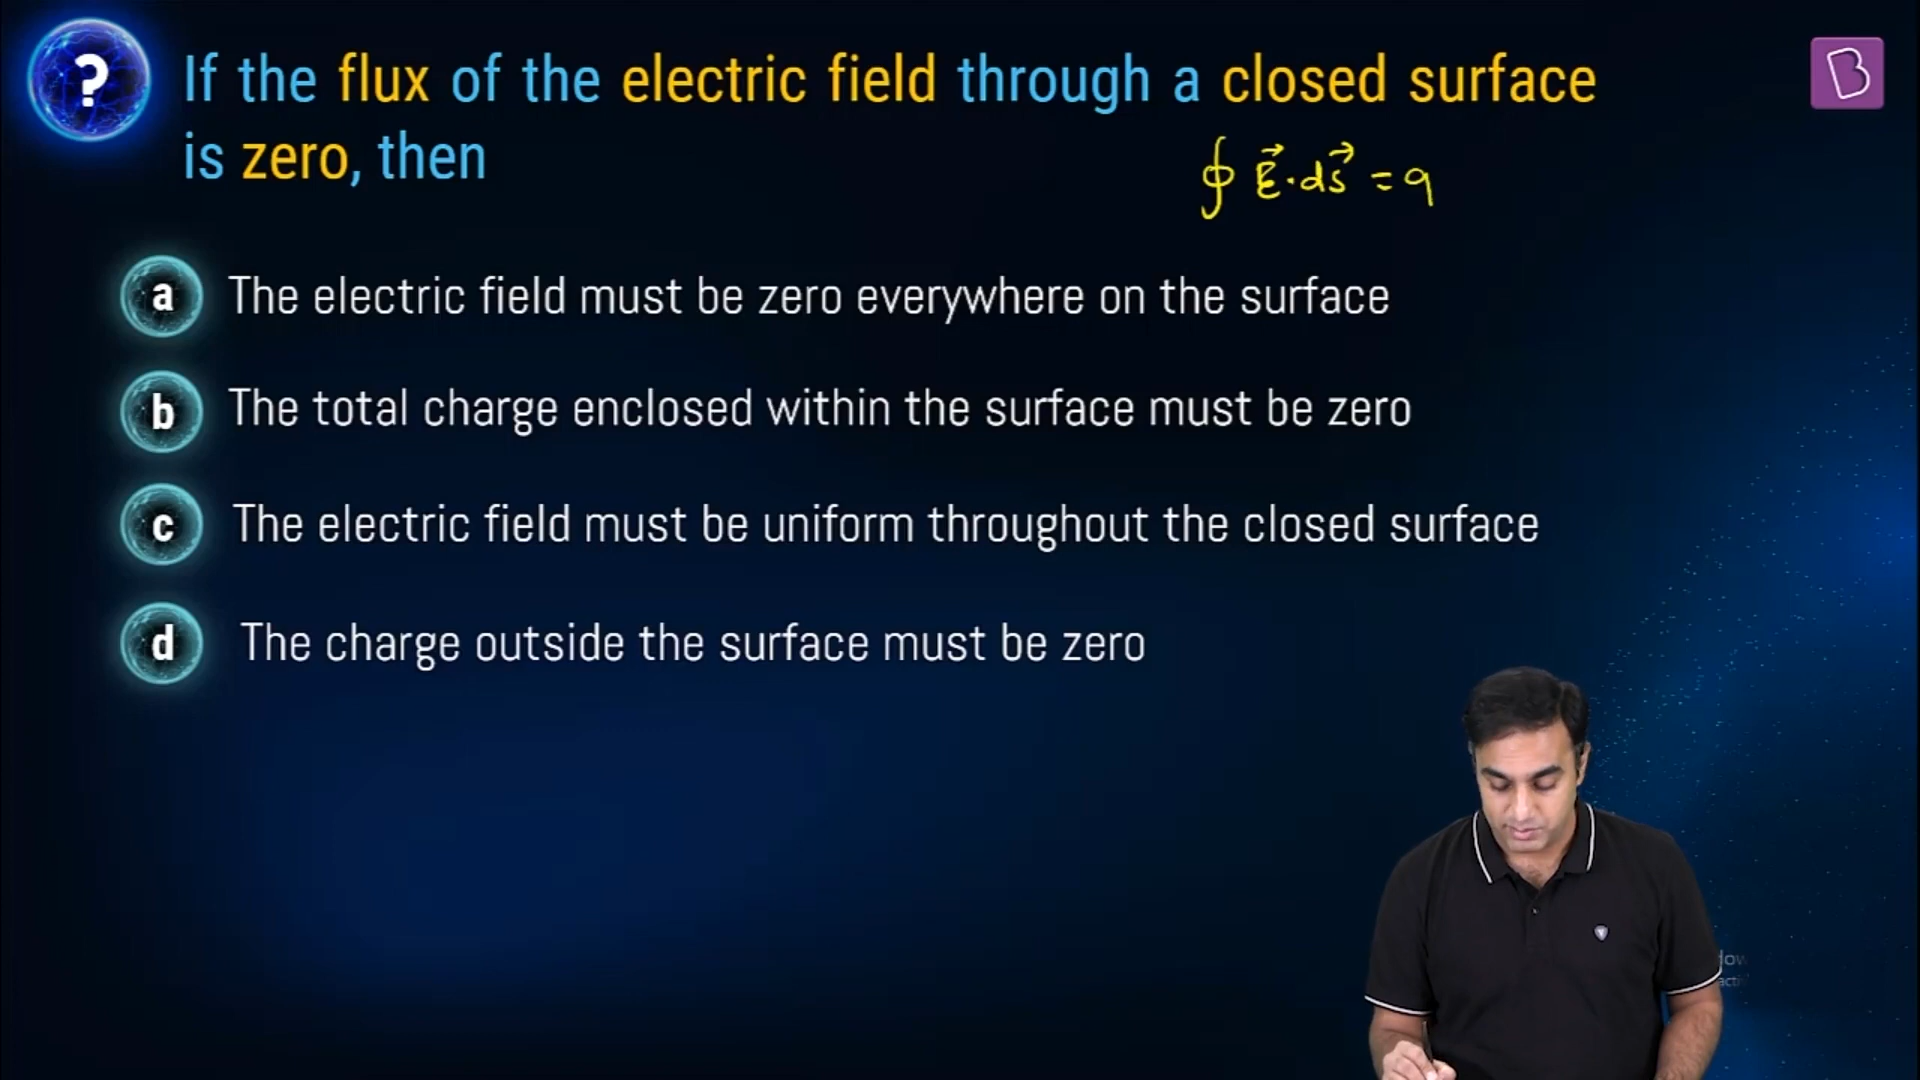 ?
If the flux of the electric field through a closed surface
is zero, then
∮ E⃗·ds⃗ = q
a The electric field must be zero everywhere on the surface
b The total charge enclosed within the surface must be zero
c The electric field must be uniform throughout the closed surface
d The charge outside the surface must be zero
B